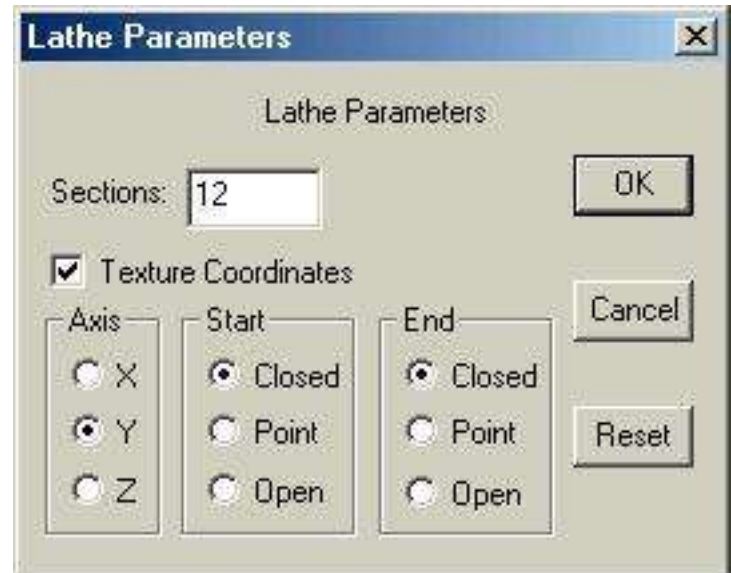 Lathe Parameters
Lathe Parameters
Sections: 12
OK
Texture Coordinates
Cancel
Axis Start End
X Closed Closed
Y Point Point
Reset
Z Open Open